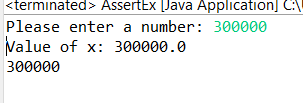 <terminated> AssertEx [Java Application] C:\
Please enter a number: 300000
Value of x: 300000.0
300000